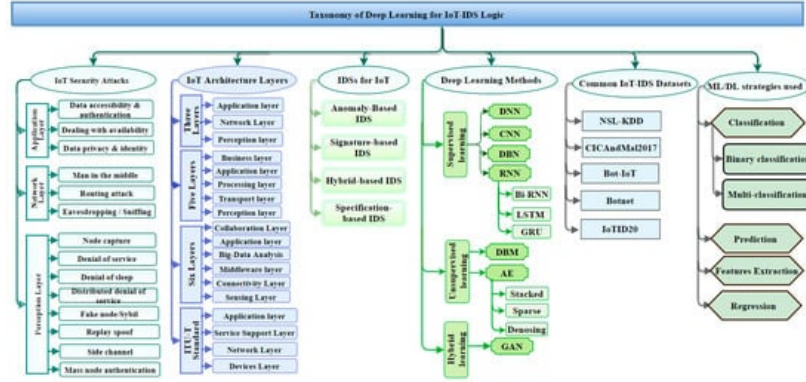 Taxonomy of Deep Learning for IoT-IDS Logic
IoT Security Attacks
Application
Layer
Data accessibility &
authentication
Dealing with availability
Data privacy & identity
Network
Layer
Man in the middle
Routing attack
Eavesdropping / Sniffing
Perception Layer
Node capture
Denial of service
Denial of sleep
Distributed denial of
service
Fake node/Sybil
Replay spoof
Side channel
Mass node authentication
IoT Architecture Layers
Three
Layers
Application layer
Network Layer
Perception layer
Five Layers
Business layer
Application layer
Processing layer
Transport layer
Perception layer
Six Layers
Collaboration Layer
Application layer
Big-Data Analysis
Middleware layer
Connectivity Layer
Sensing Layer
ITU-T
Standard
Application layer
Service Support Layer
Network Layer
Devices Layer
IDSs for IoT
Anomaly-Based
IDS
Signature-based
IDS
Hybrid-based IDS
Specification-
based IDS
Deep Learning Methods
Supervised
learning
DNN
CNN
DBN
RNN
Bi-RNN
LSTM
GRU
Unsupervised
learning
DBM
AE
Stacked
Sparse
Denosing
Hybrid
learning
GAN
Common IoT-IDS Datasets
NSL-KDD
CICAndMal2017
Bot-IoT
Botnet
IoTID20
ML/DL strategies used
Classification
Binary classification
Multi-classification
Prediction
Features Extraction
Regression